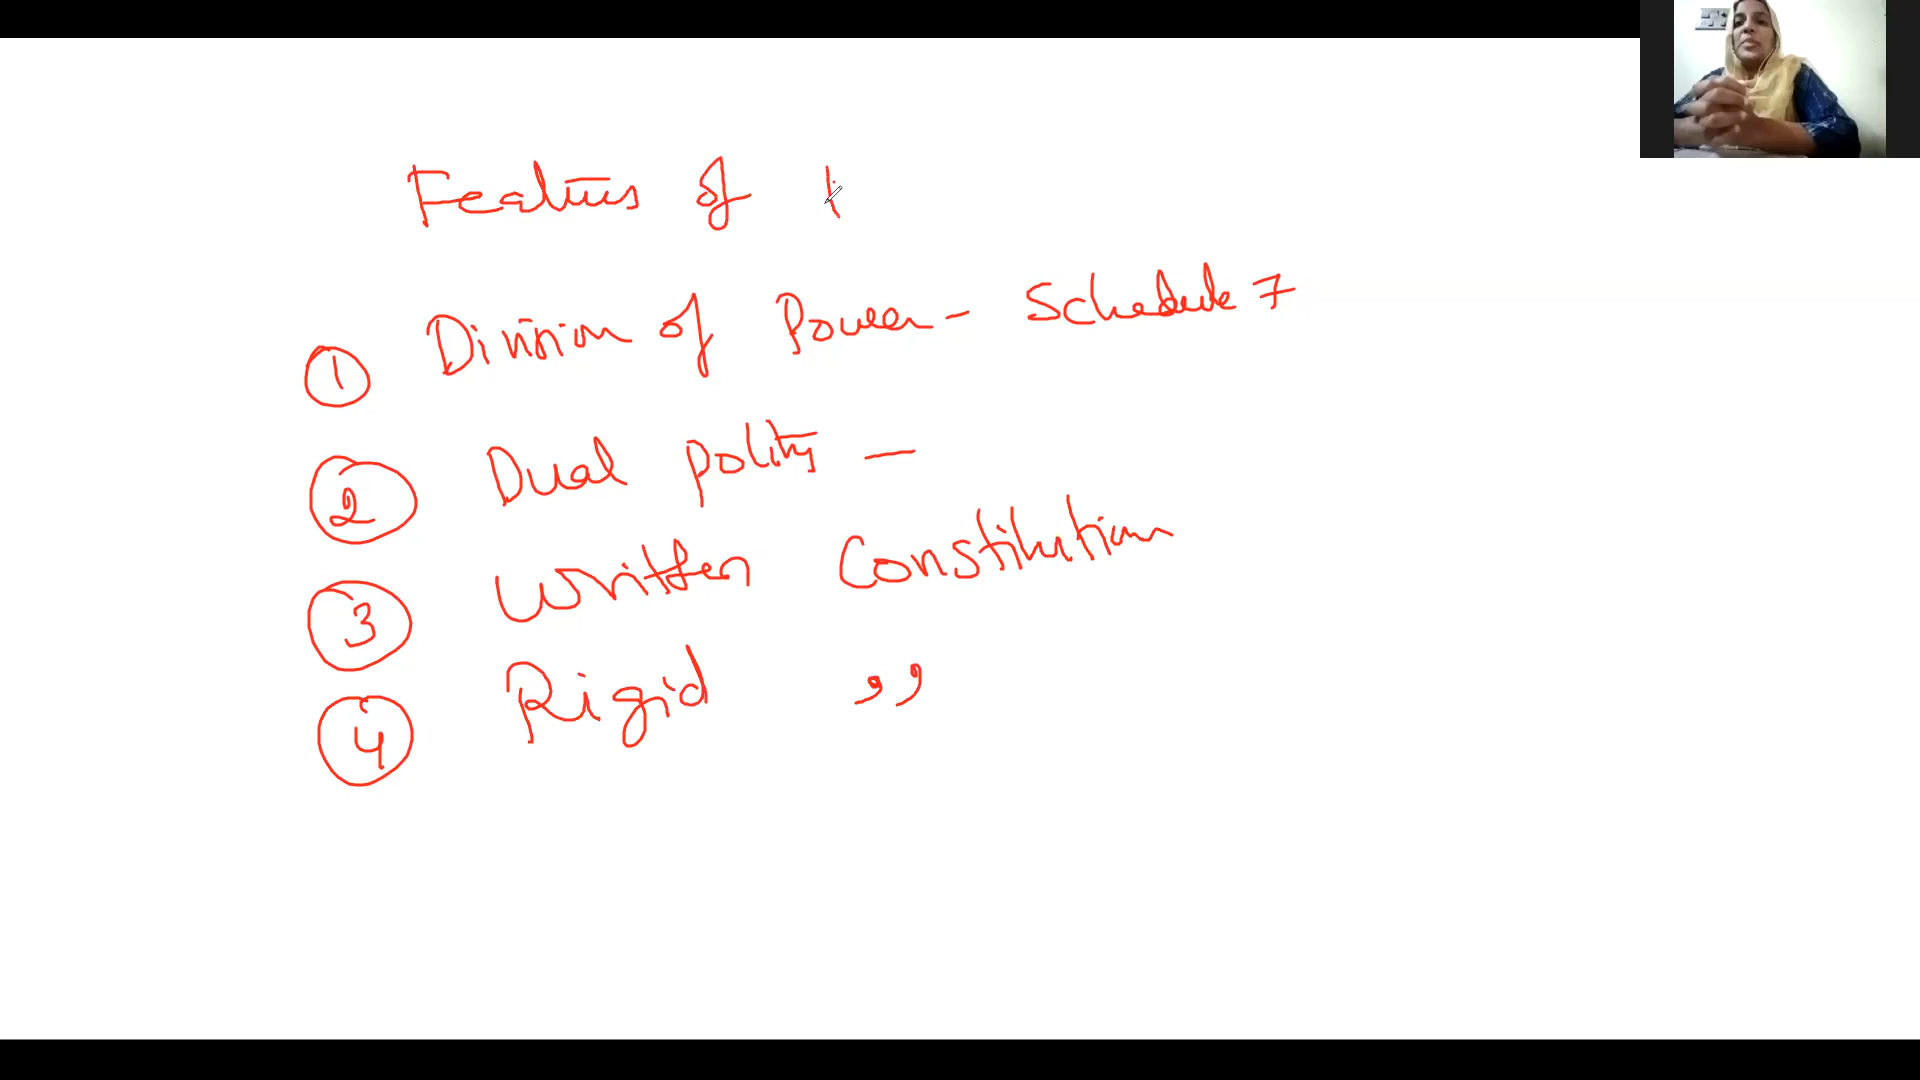 Features of
① Division of Power - Schedule 7
② Dual polity -
③ Written Constitution
④ Rigid ,,